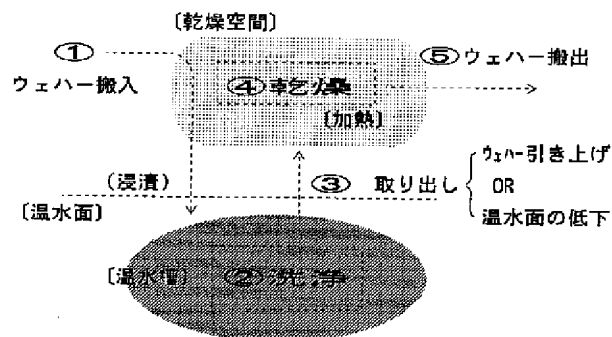 〔乾燥空間〕
①
ウェハー搬入
④乾燥
〔加熱〕
⑤ウェハー搬出
(浸漬)
〔温水面〕
③ 取り出し
ウェハー引き上げ
OR
温水面の低下
〔温水槽〕
②洗浄